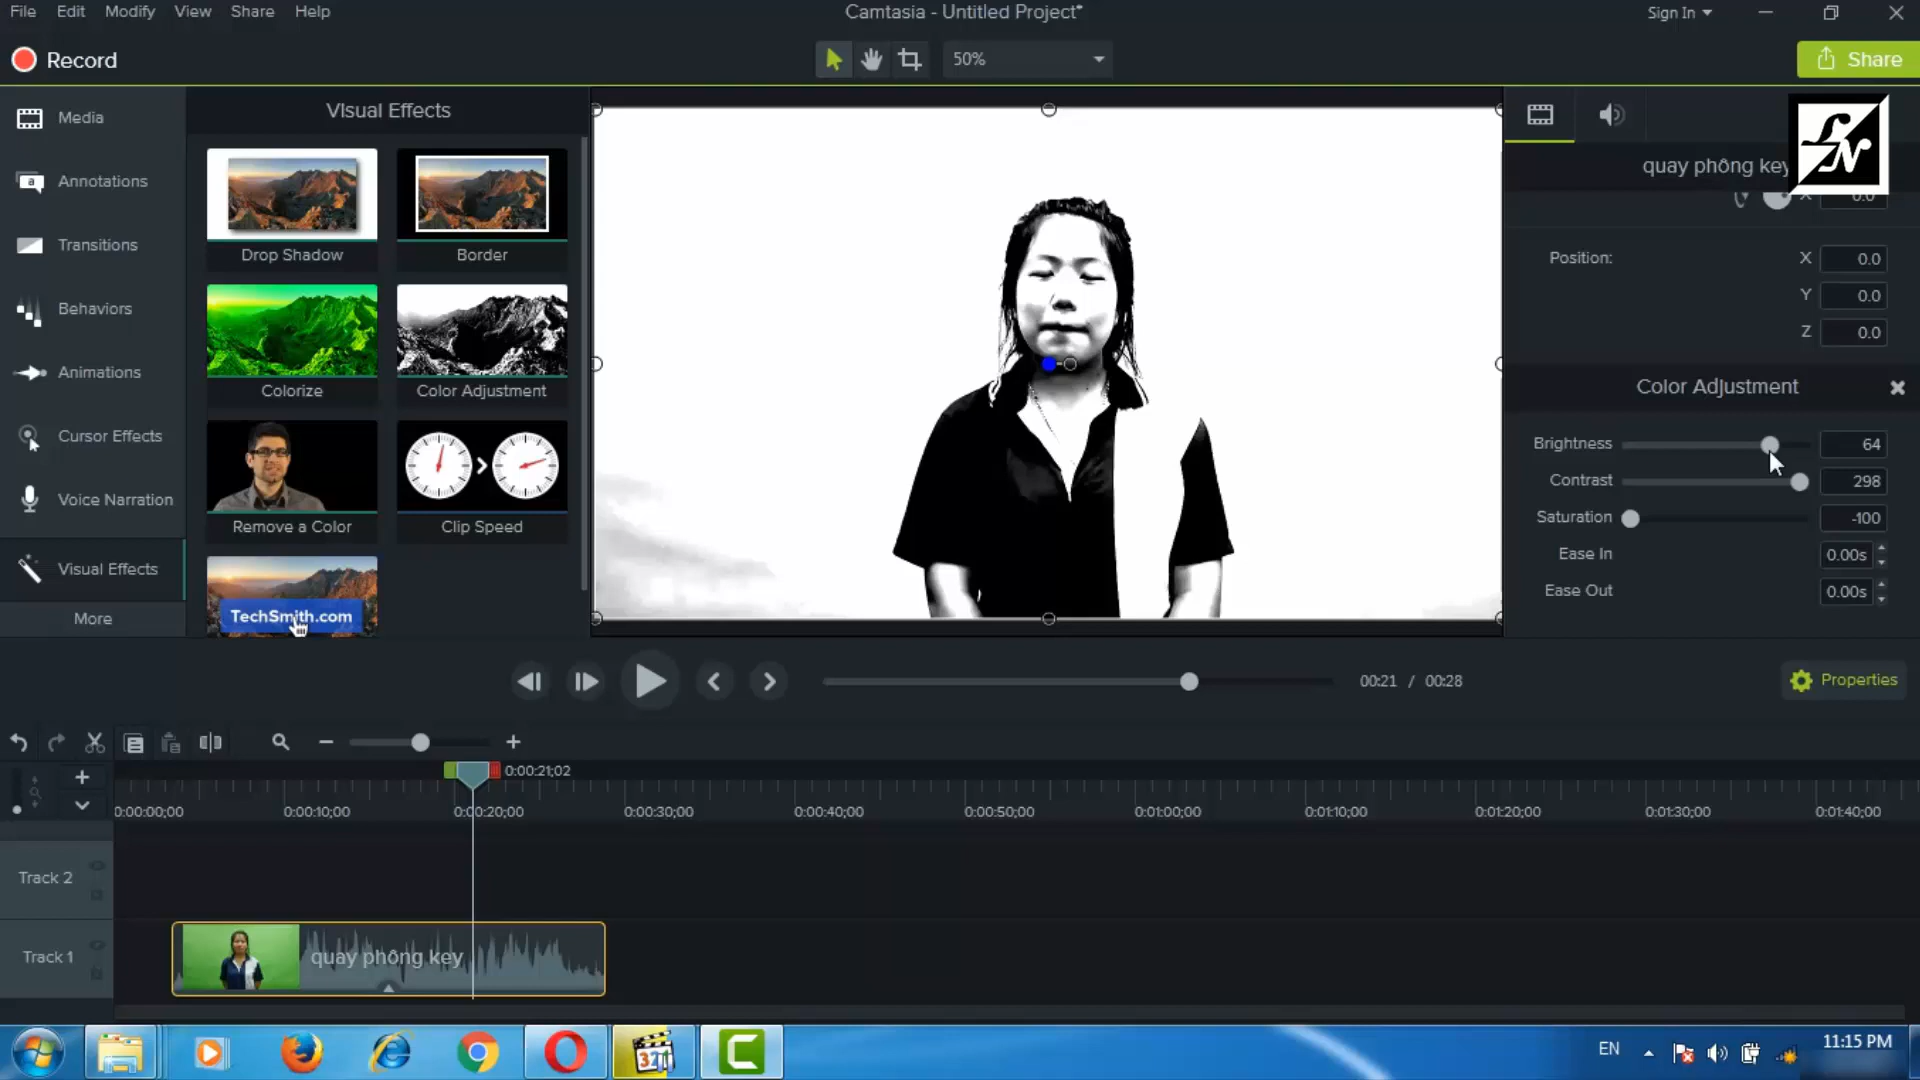 File Edit Modify View Share Help
Camtasia - Untitled Project*
Sign In
Record
50%
Share
Media
Annotations
Transitions
Behaviors
Animations
Cursor Effects
Voice Narration
Visual Effects
More
Visual Effects
Drop Shadow
Border
Colorize
Color Adjustment
Remove a Color
Clip Speed
TechSmith.com
LN
quay phông key
X 0.0
Position: X 0.0
Y 0.0
Z 0.0
Color Adjustment
Brightness 64
Contrast 298
Saturation -100
Ease In 0.00s
Ease Out 0.00s
00:21 / 00:28
Properties
0:00:21;02
0:00:00;00 0:00:10;00 0:00:20;00 0:00:30;00 0:00:40;00 0:00:50;00 0:01:00;00 0:01:10;00 0:01:20;00 0:01:30;00 0:01:40;00
Track 2
Track 1
quay phông key
321
EN
11:15 PM